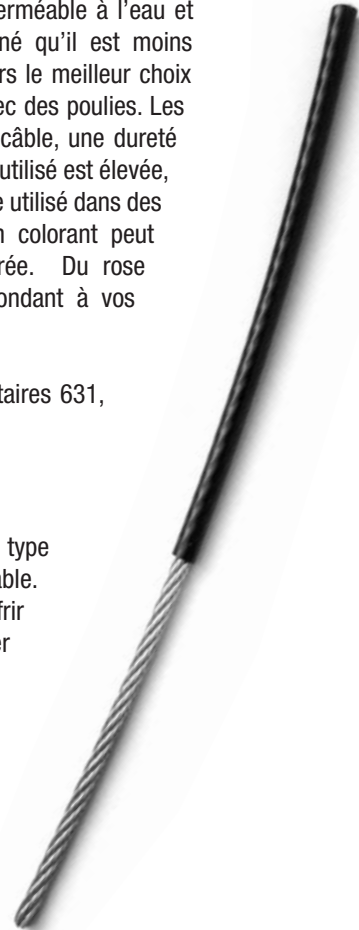 erméable à l'eau et
né qu'il est moins
rs le meilleur choix
ec des poulies. Les
câble, une dureté
utilisé est élevée,
e utilisé dans des
n colorant peut
rée. Du rose
ondant à vos
taires 631,
type
able.
frir
er